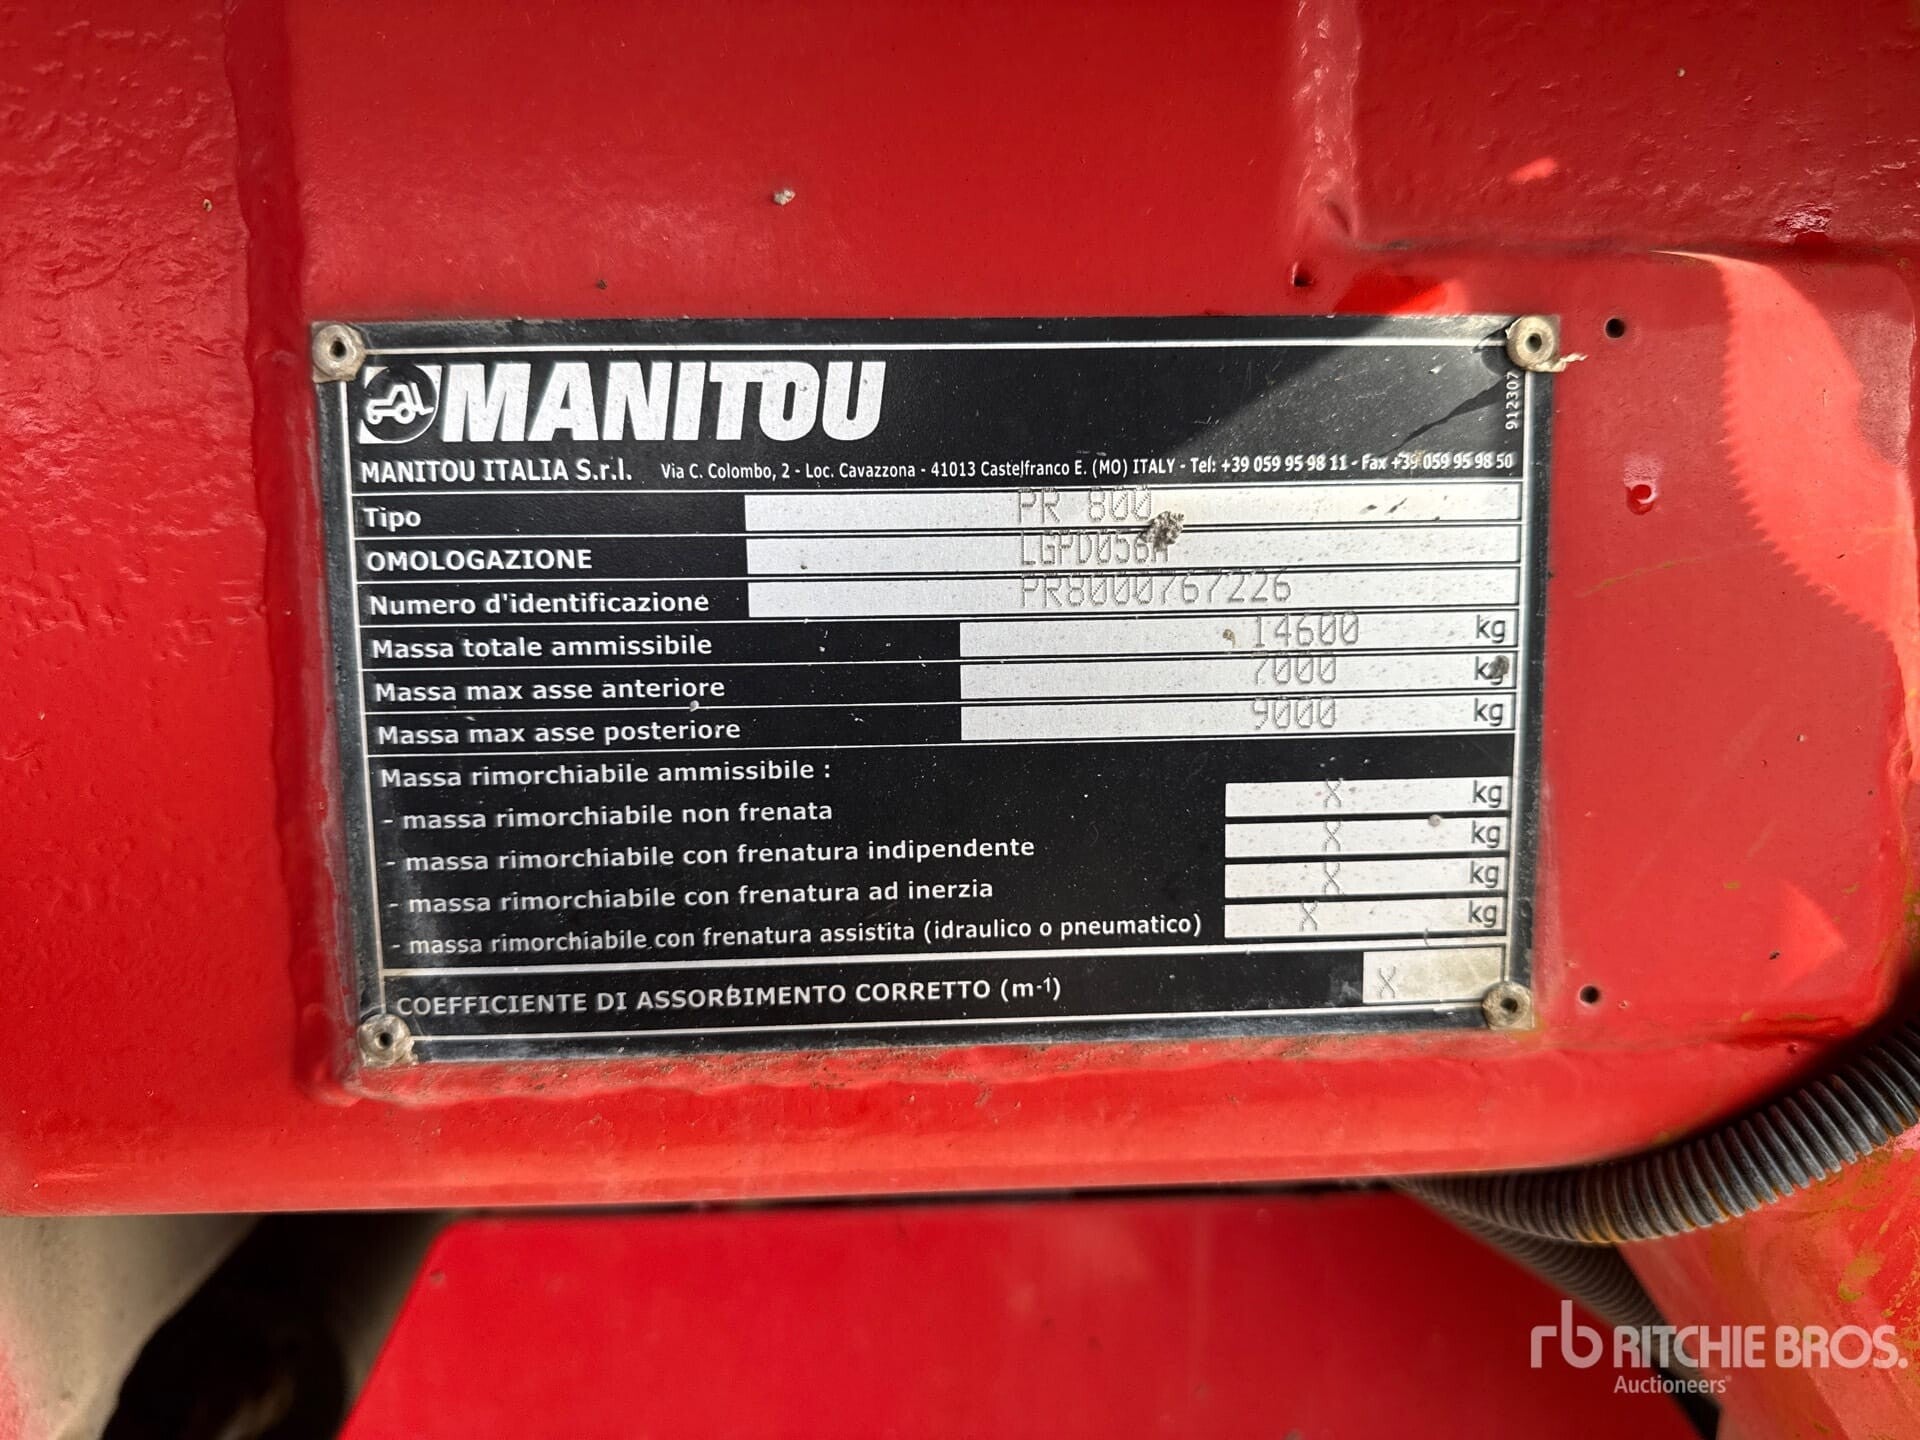 MANITOU
912307
MANITOU ITALIA S.r.l. Via C. Colombo, 2 - Loc. Cavazzona - 41013 Castelfranco E. (MO) ITALY - Tel: +39 059 95 98 11 - Fax +39 059 95 98 50
Tipo PR 800
OMOLOGAZIONE
Numero d'identificazione PR8000767226
Massa totale ammissibile 14600 kg
Massa max asse anteriore 7000 kg
Massa max asse posteriore 9000 kg
Massa rimorchiabile ammissibile :
- massa rimorchiabile non frenata X kg
- massa rimorchiabile con frenatura indipendente X kg
- massa rimorchiabile con frenatura ad inerzia X kg
- massa rimorchiabile con frenatura assistita (idraulico o pneumatico) X kg
COEFFICIENTE DI ASSORBIMENTO CORRETTO (m-1) X
rb RITCHIE BROS.
Auctioneers